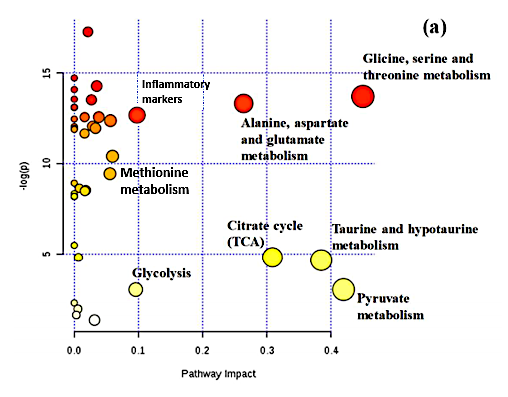 (a)
Glicine, serine and
threonine metabolism
Inflammatory
markers
Alanine, aspartate
and glutamate
metabolism
Methionine
metabolism
Citrate cycle
(TCA)
Taurine and hypotaurine
metabolism
Glycolysis
Pyruvate
metabolism
15
10
5
-log(p)
0.0 0.1 0.2 0.3 0.4
Pathway Impact